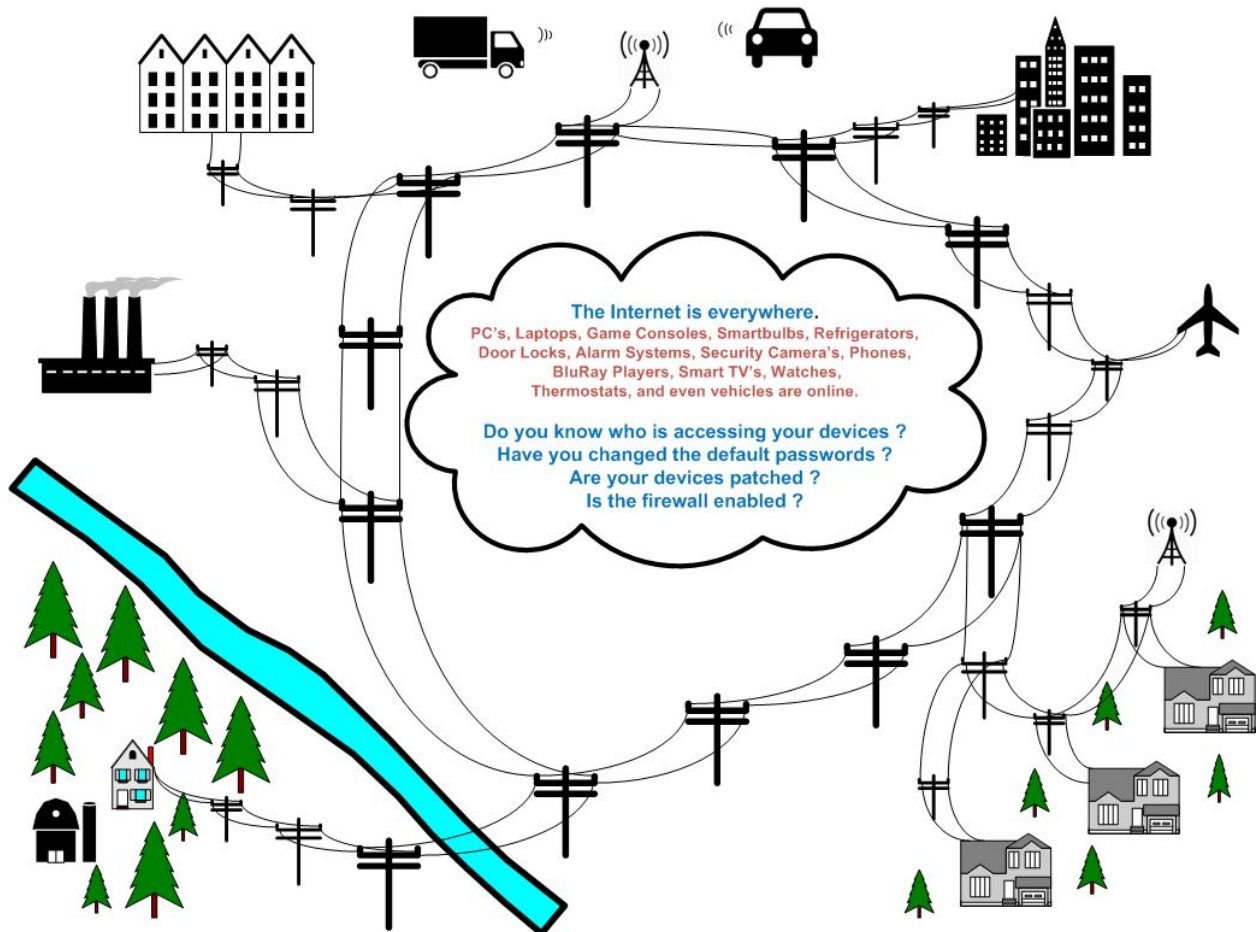 The Internet is everywhere.
PC's, Laptops, Game Consoles, Smartbulbs, Refrigerators,
Door Locks, Alarm Systems, Security Camera's, Phones,
BluRay Players, Smart TV's, Watches,
Thermostats, and even vehicles are online.
Do you know who is accessing your devices ?
Have you changed the default passwords ?
Are your devices patched ?
Is the firewall enabled ?